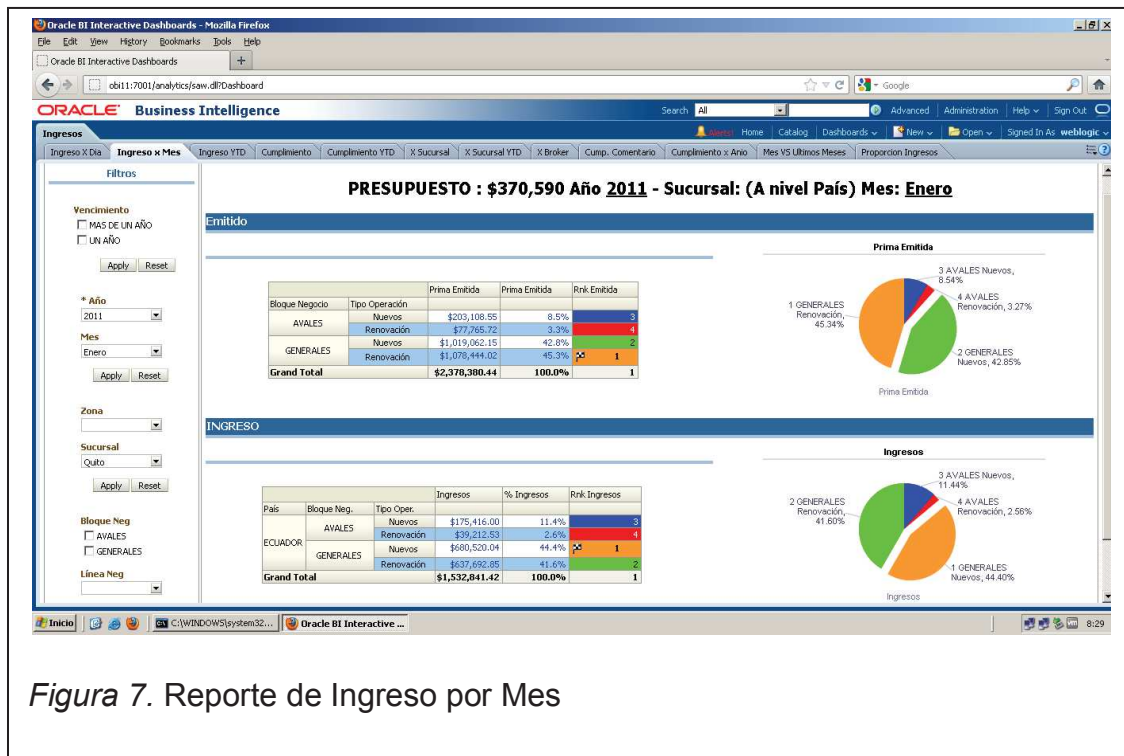 Oracle BI Interactive Dashboards - Mozilla Firefox
File Edit View History Bookmarks Tools Help
Oracle BI Interactive Dashboards +
obi11:7001/analytics/saw.dll?Dashboard Google
ORACLE Business Intelligence Search All Advanced Administration Help Sign Out
Ingresos Alerts! Home Catalog Dashboards New Open Signed In As weblogic
Ingreso X Dia Ingreso x Mes Ingreso YTD Cumplimiento Cumplimiento YTD X Sucursal X Sucursal YTD X Broker Cump. Comentario Cumplimiento x Anio Mes VS Ultimos Meses Proporcion Ingresos
Filtros
Vencimiento
MAS DE UN AÑO
UN AÑO
Apply Reset
* Año
2011
Mes
Enero
Apply Reset
Zona
Sucursal
Quito
Apply Reset
Bloque Neg
AVALES
GENERALES
Línea Neg
PRESUPUESTO : $370,590 Año 2011 - Sucursal: (A nivel País) Mes: Enero
Emitido
Prima Emitida Prima Emitida Rnk Emitida
Bloque Negocio Tipo Operación
AVALES Nuevos $203,108.55 8.5% 3
Renovación $77,765.72 3.3% 4
GENERALES Nuevos $1,019,062.15 42.8% 2
Renovación $1,078,444.02 45.3% 1
Grand Total $2,378,380.44 100.0% 1
Prima Emitida
3 AVALES Nuevos,
8.54%
4 AVALES
Renovación, 3.27%
1 GENERALES
Renovación,
45.34%
2 GENERALES
Nuevos, 42.85%
Prima Emitida
INGRESO
Ingresos % Ingresos Rnk Ingresos
País Bloque Neg. Tipo Oper.
ECUADOR AVALES Nuevos $175,416.00 11.4% 3
Renovación $39,212.53 2.6% 4
GENERALES Nuevos $680,520.04 44.4% 1
Renovación $637,692.85 41.6% 2
Grand Total $1,532,841.42 100.0% 1
Ingresos
3 AVALES Nuevos,
11.44%
4 AVALES
Renovación, 2.56%
2 GENERALES
Renovación,
41.60%
1 GENERALES
Nuevos, 44.40%
Ingresos
Inicio C:\WINDOWS\system32... Oracle BI Interactive ... 8:29
Figura 7. Reporte de Ingreso por Mes